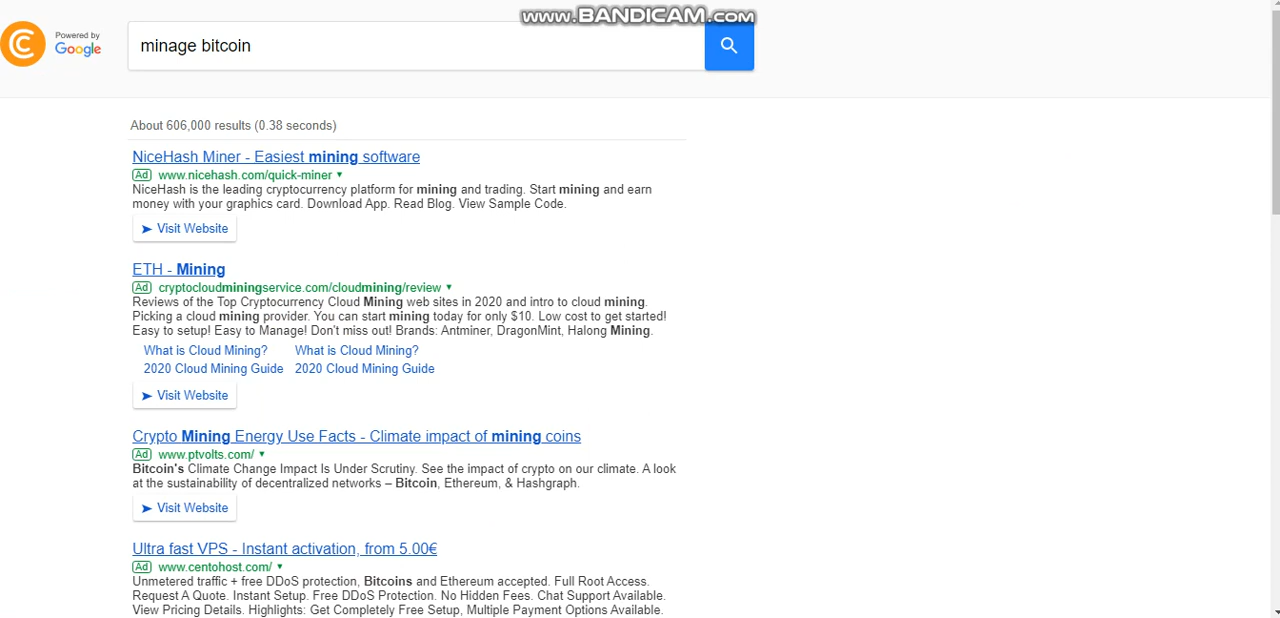 www.BANDICAM.com
Powered by
Google
minage bitcoin
About 606,000 results (0.38 seconds)
NiceHash Miner - Easiest mining software
Ad www.nicehash.com/quick-miner
NiceHash is the leading cryptocurrency platform for mining and trading. Start mining and earn
money with your graphics card. Download App. Read Blog. View Sample Code.
Visit Website
ETH - Mining
Ad cryptocloudminingservice.com/cloudmining/review
Reviews of the Top Cryptocurrency Cloud Mining web sites in 2020 and intro to cloud mining.
Picking a cloud mining provider. You can start mining today for only $10. Low cost to get started!
Easy to setup! Easy to Manage! Don't miss out! Brands: Antminer, DragonMint, Halong Mining.
What is Cloud Mining? What is Cloud Mining?
2020 Cloud Mining Guide 2020 Cloud Mining Guide
Visit Website
Crypto Mining Energy Use Facts - Climate impact of mining coins
Ad www.ptvolts.com/
Bitcoin's Climate Change Impact Is Under Scrutiny. See the impact of crypto on our climate. A look
at the sustainability of decentralized networks – Bitcoin, Ethereum, & Hashgraph.
Visit Website
Ultra fast VPS - Instant activation, from 5.00€
Ad www.centohost.com/
Unmetered traffic + free DDoS protection, Bitcoins and Ethereum accepted. Full Root Access.
Request A Quote. Instant Setup. Free DDoS Protection. No Hidden Fees. Chat Support Available.
View Pricing Details. Highlights: Get Completely Free Setup, Multiple Payment Options Available.